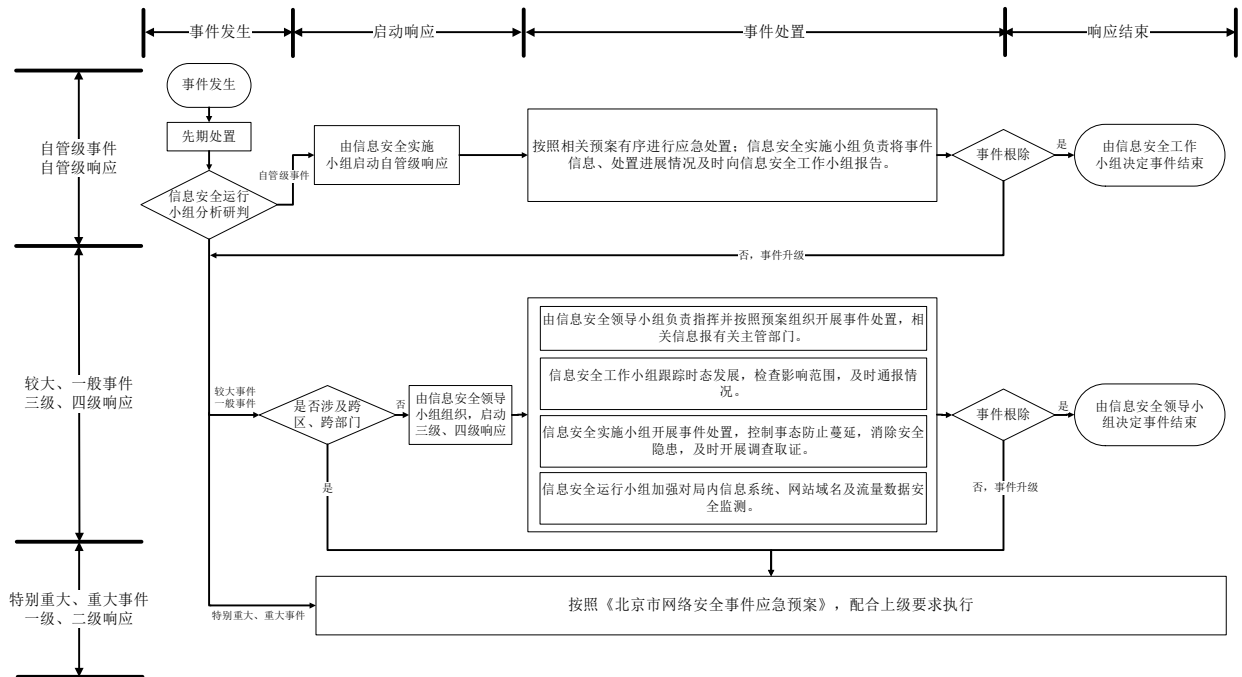 事件发生
启动响应
事件处置
响应结束
自管级事件
自管级响应
事件发生
先期处置
信息安全运行
小组分析研判
自管级事件
由信息安全实施
小组启动自管级响应
按照相关预案有序进行应急处置；信息安全实施小组负责将事件
信息、处置进展情况及时向信息安全工作小组报告。
事件根除
是
由信息安全工作
小组决定事件结束
否，事件升级
较大、一般事件
三级、四级响应
较大事件
一般事件
是否涉及跨
区、跨部门
否
是
由信息安全领导
小组组织，启动
三级、四级响应
由信息安全领导小组负责指挥并按照预案组织开展事件处置，相
关信息报有关主管部门。
信息安全工作小组跟踪时态发展，检查影响范围，及时通报情
况。
信息安全实施小组开展事件处置，控制事态防止蔓延，消除安全
隐患，及时开展调查取证。
信息安全运行小组加强对局内信息系统、网站域名及流量数据安
全监测。
事件根除
是
由信息安全领导小
组决定事件结束
否，事件升级
特别重大、重大事件
一级、二级响应
特别重大、重大事件
按照《北京市网络安全事件应急预案》，配合上级要求执行